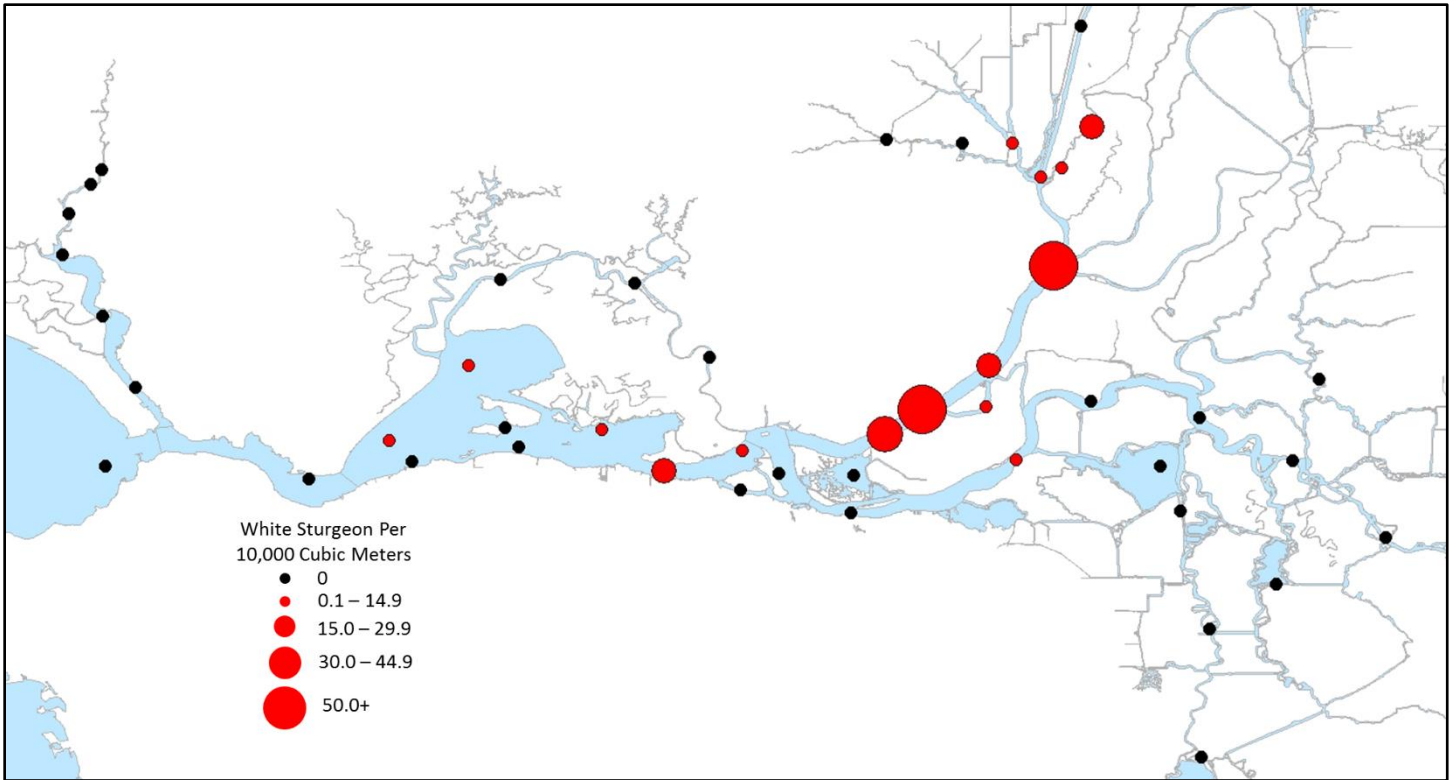 White Sturgeon Per
10,000 Cubic Meters
0
0.1 – 14.9
15.0 – 29.9
30.0 – 44.9
50.0+